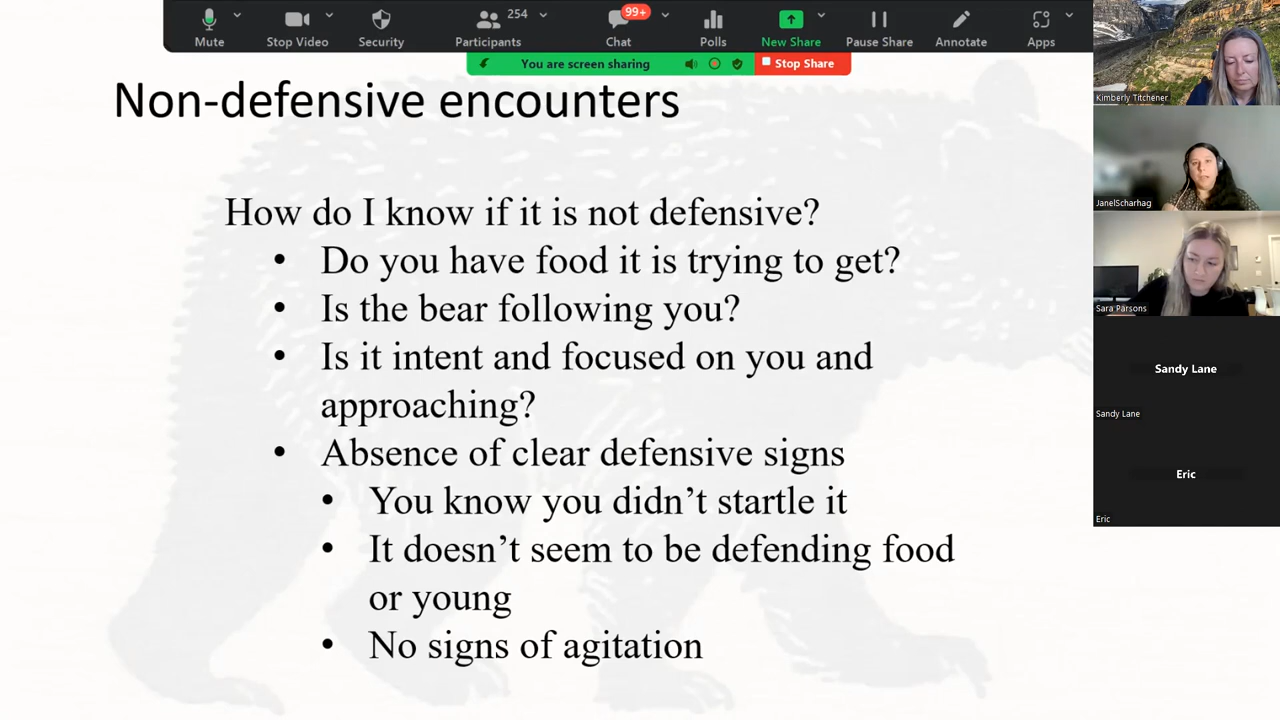 Mute
Stop Video
Security
Participants
254
Chat
99+
Polls
New Share
Pause Share
Annotate
Apps
You are screen sharing
Stop Share
Non-defensive encounters
How do I know if it is not defensive?
• Do you have food it is trying to get?
• Is the bear following you?
• Is it intent and focused on you and
approaching?
• Absence of clear defensive signs
• You know you didn’t startle it
• It doesn’t seem to be defending food
or young
• No signs of agitation
Kimberly Titchener
JanelScharhag
Sara Parsons
Sandy Lane
Sandy Lane
Eric
Eric